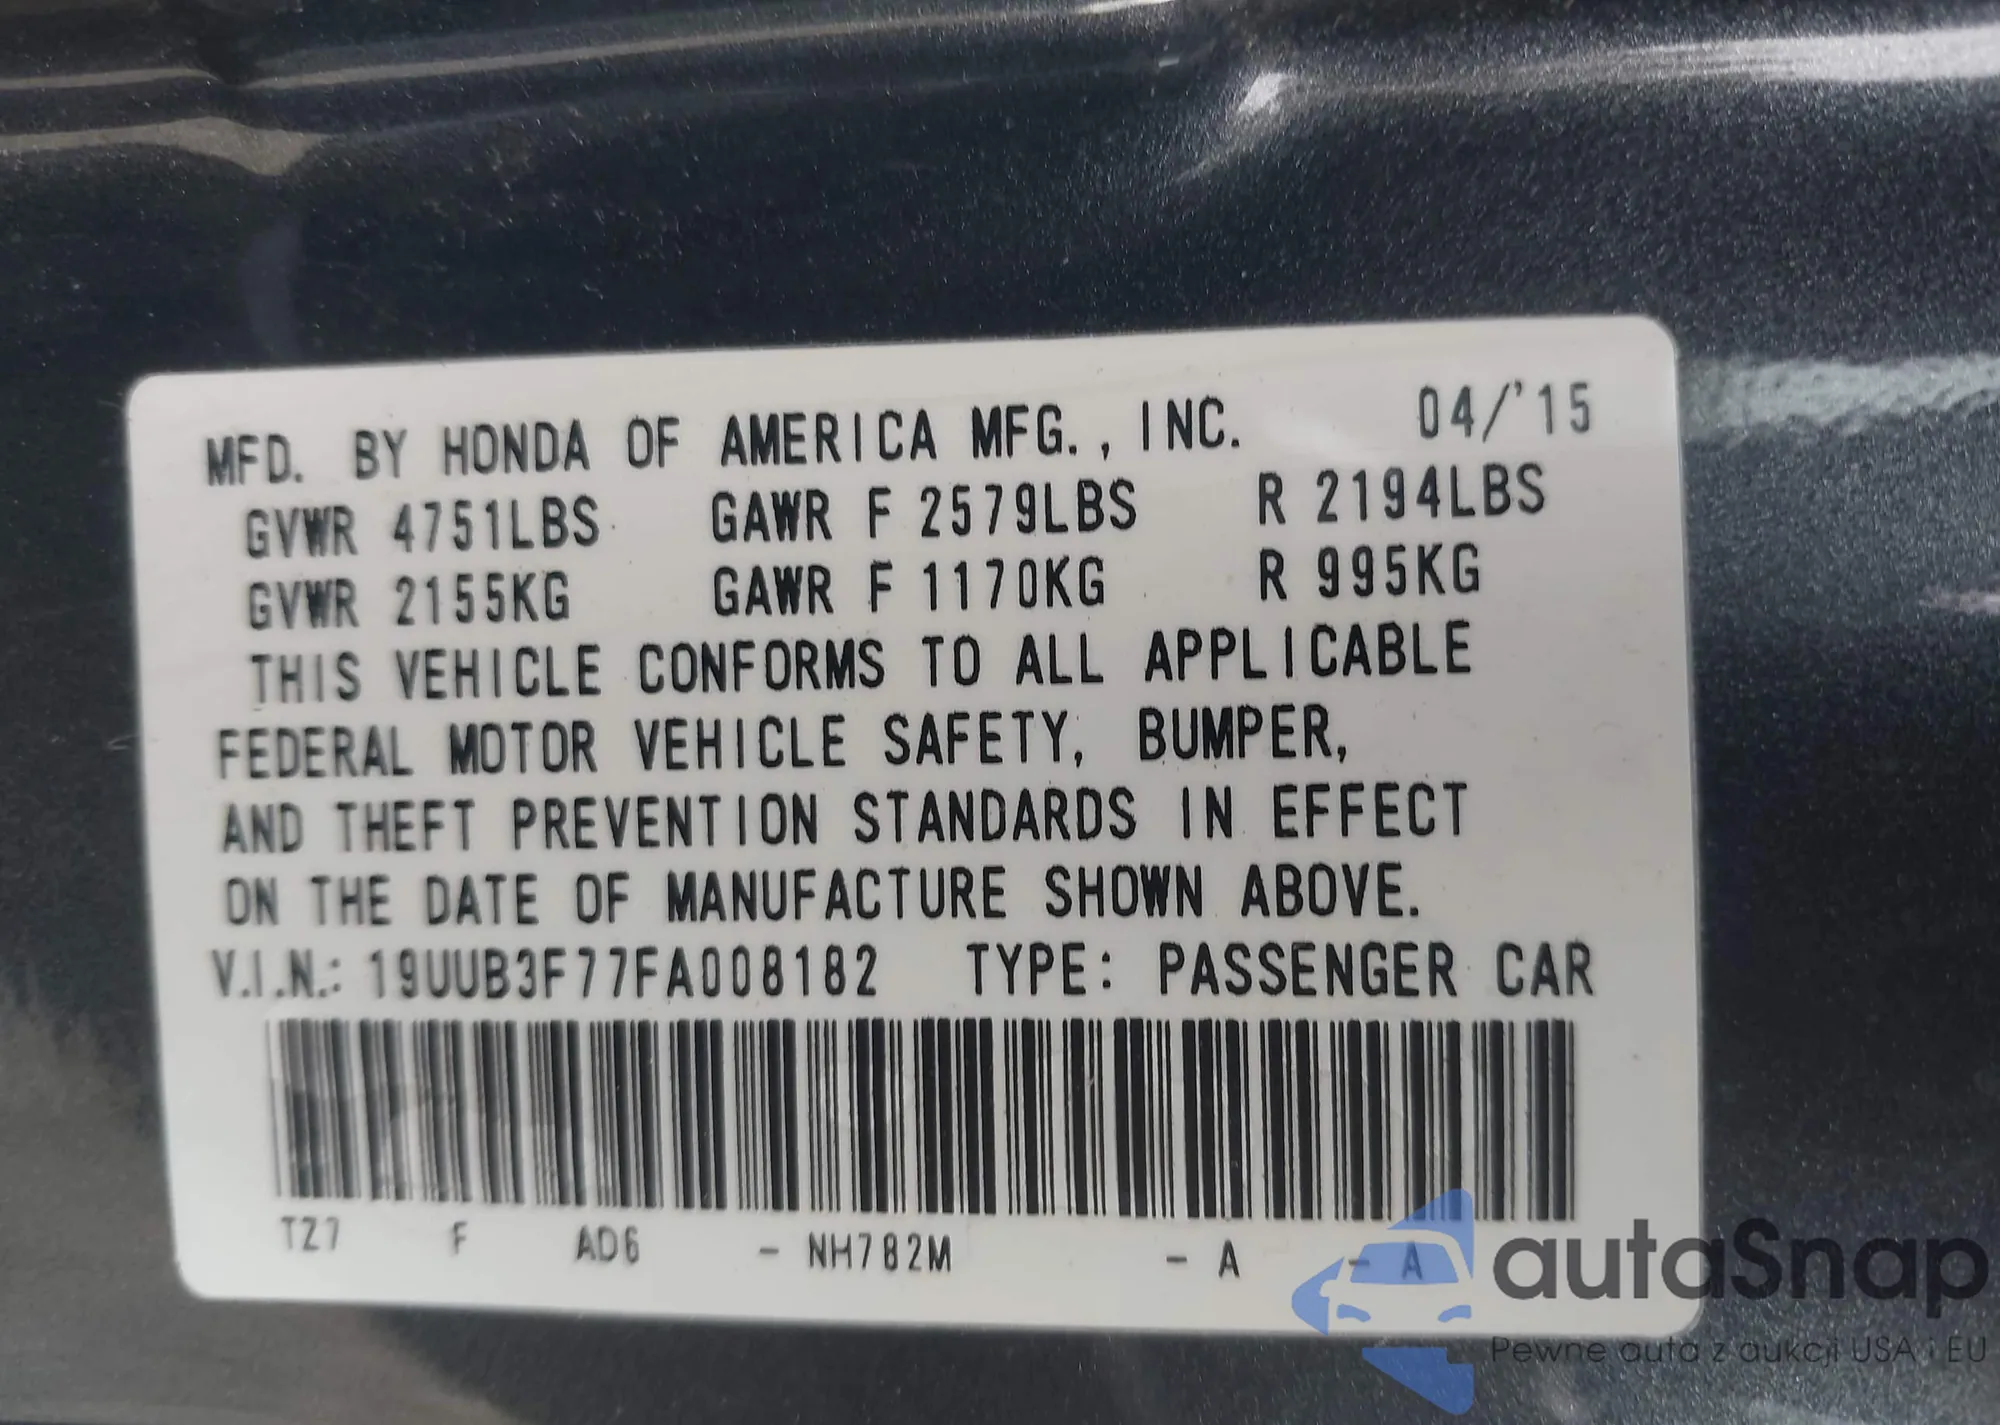 MFD. BY HONDA OF AMERICA MFG., INC. 04/'15
GVWR 4751LBS GAWR F 2579LBS R 2194LBS
GVWR 2155KG GAWR F 1170KG R 995KG
THIS VEHICLE CONFORMS TO ALL APPLICABLE
FEDERAL MOTOR VEHICLE SAFETY, BUMPER,
AND THEFT PREVENTION STANDARDS IN EFFECT
ON THE DATE OF MANUFACTURE SHOWN ABOVE.
V.I.N.: 19UUB3F77FA008182 TYPE: PASSENGER CAR
TZ7 F AD6 - NH782M - A - A
autaSnap
Pewne auta z aukcji USA i EU